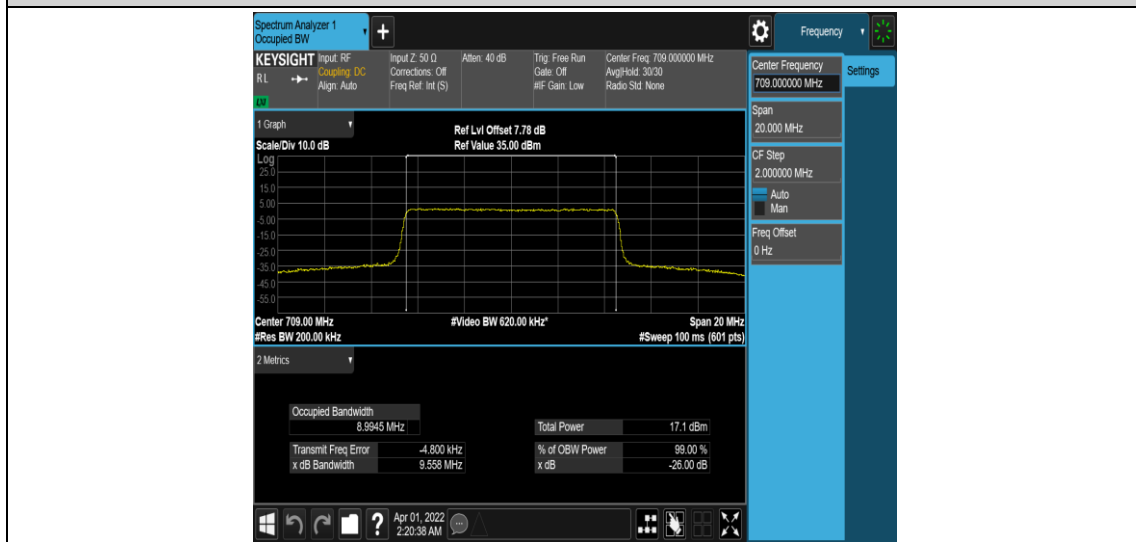 Spectrum Analyzer 1
Occupied BW
+
Frequency
KEYSIGHT
RL
LXI
Input: RF
Coupling: DC
Align: Auto
Input Z: 50 Ω
Corrections: Off
Freq Ref: Int (S)
Atten: 40 dB
Trig: Free Run
Gate: Off
#IF Gain: Low
Center Freq: 709.000000 MHz
Avg|Hold: 30/30
Radio Std: None
Center Frequency
709.000000 MHz
Settings
Span
20.000 MHz
CF Step
2.000000 MHz
Auto
Man
Freq Offset
0 Hz
1 Graph
Scale/Div 10.0 dB
Ref Lvl Offset 7.78 dB
Ref Value 35.00 dBm
Log
25.0
15.0
5.00
-5.00
-15.0
-25.0
-35.0
-45.0
-55.0
Center 709.00 MHz
#Video BW 620.00 kHz*
Span 20 MHz
#Res BW 200.00 kHz
#Sweep 100 ms (601 pts)
2 Metrics
Occupied Bandwidth
8.9945 MHz
Total Power 17.1 dBm
Transmit Freq Error -4.800 kHz
% of OBW Power 99.00 %
x dB Bandwidth 9.558 MHz
x dB -26.00 dB
?
Apr 01, 2022
2:20:38 AM